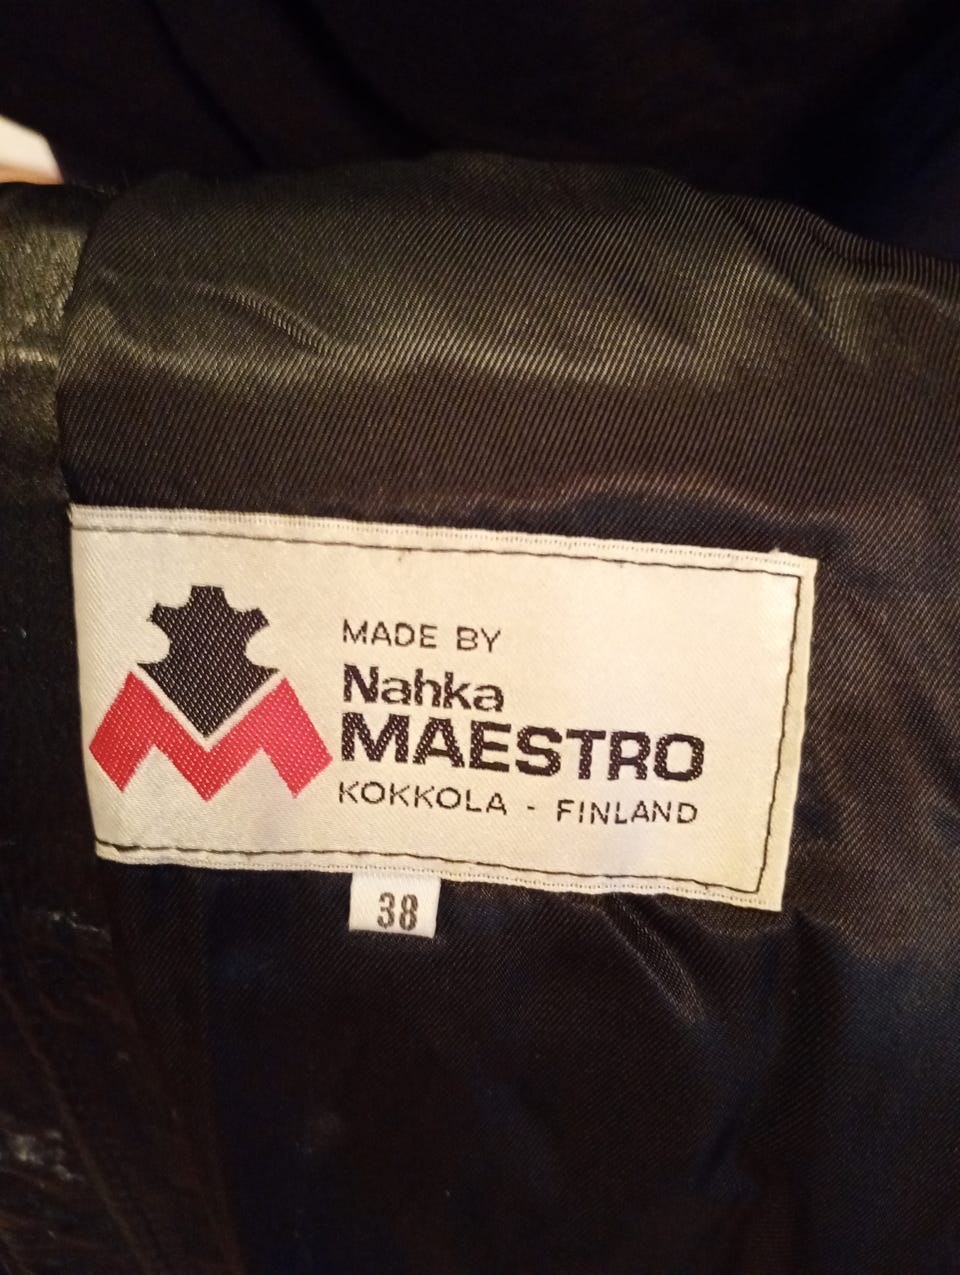 MADE BY
Nahka
MAESTRO
KOKKOLA - FINLAND
38